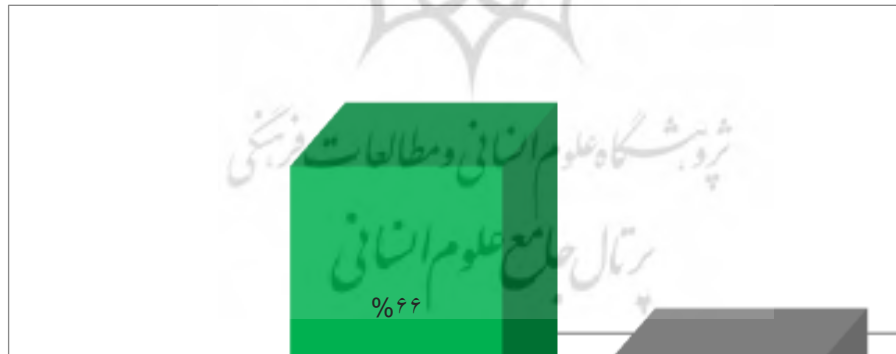 پژوهشگاه علوم انسانی و مطالعات فرهنگی
پرتال جامع علوم انسانی
%۶۶